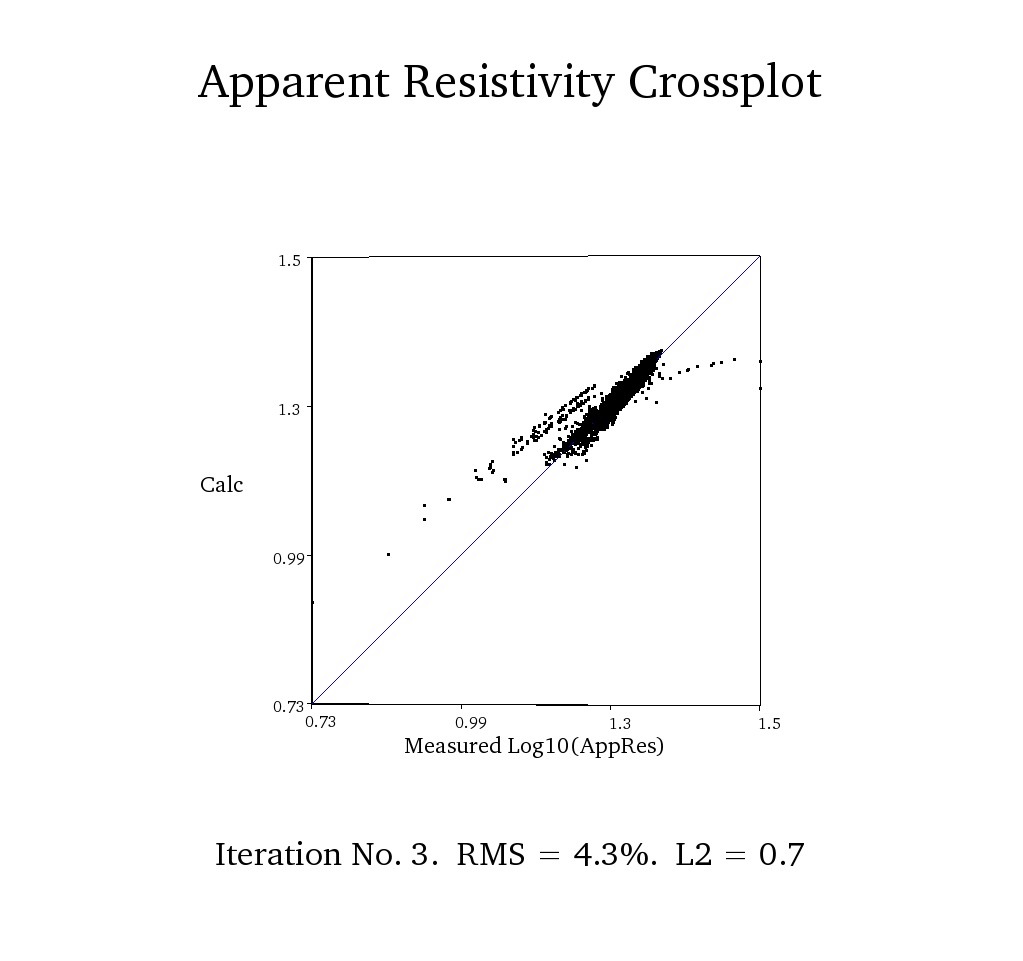 Apparent Resistivity Crossplot
1.5
1.3
Calc
0.99
0.73
0.73 0.99 1.3 1.5
Measured Log10(AppRes)
Iteration No. 3. RMS = 4.3%. L2 = 0.7